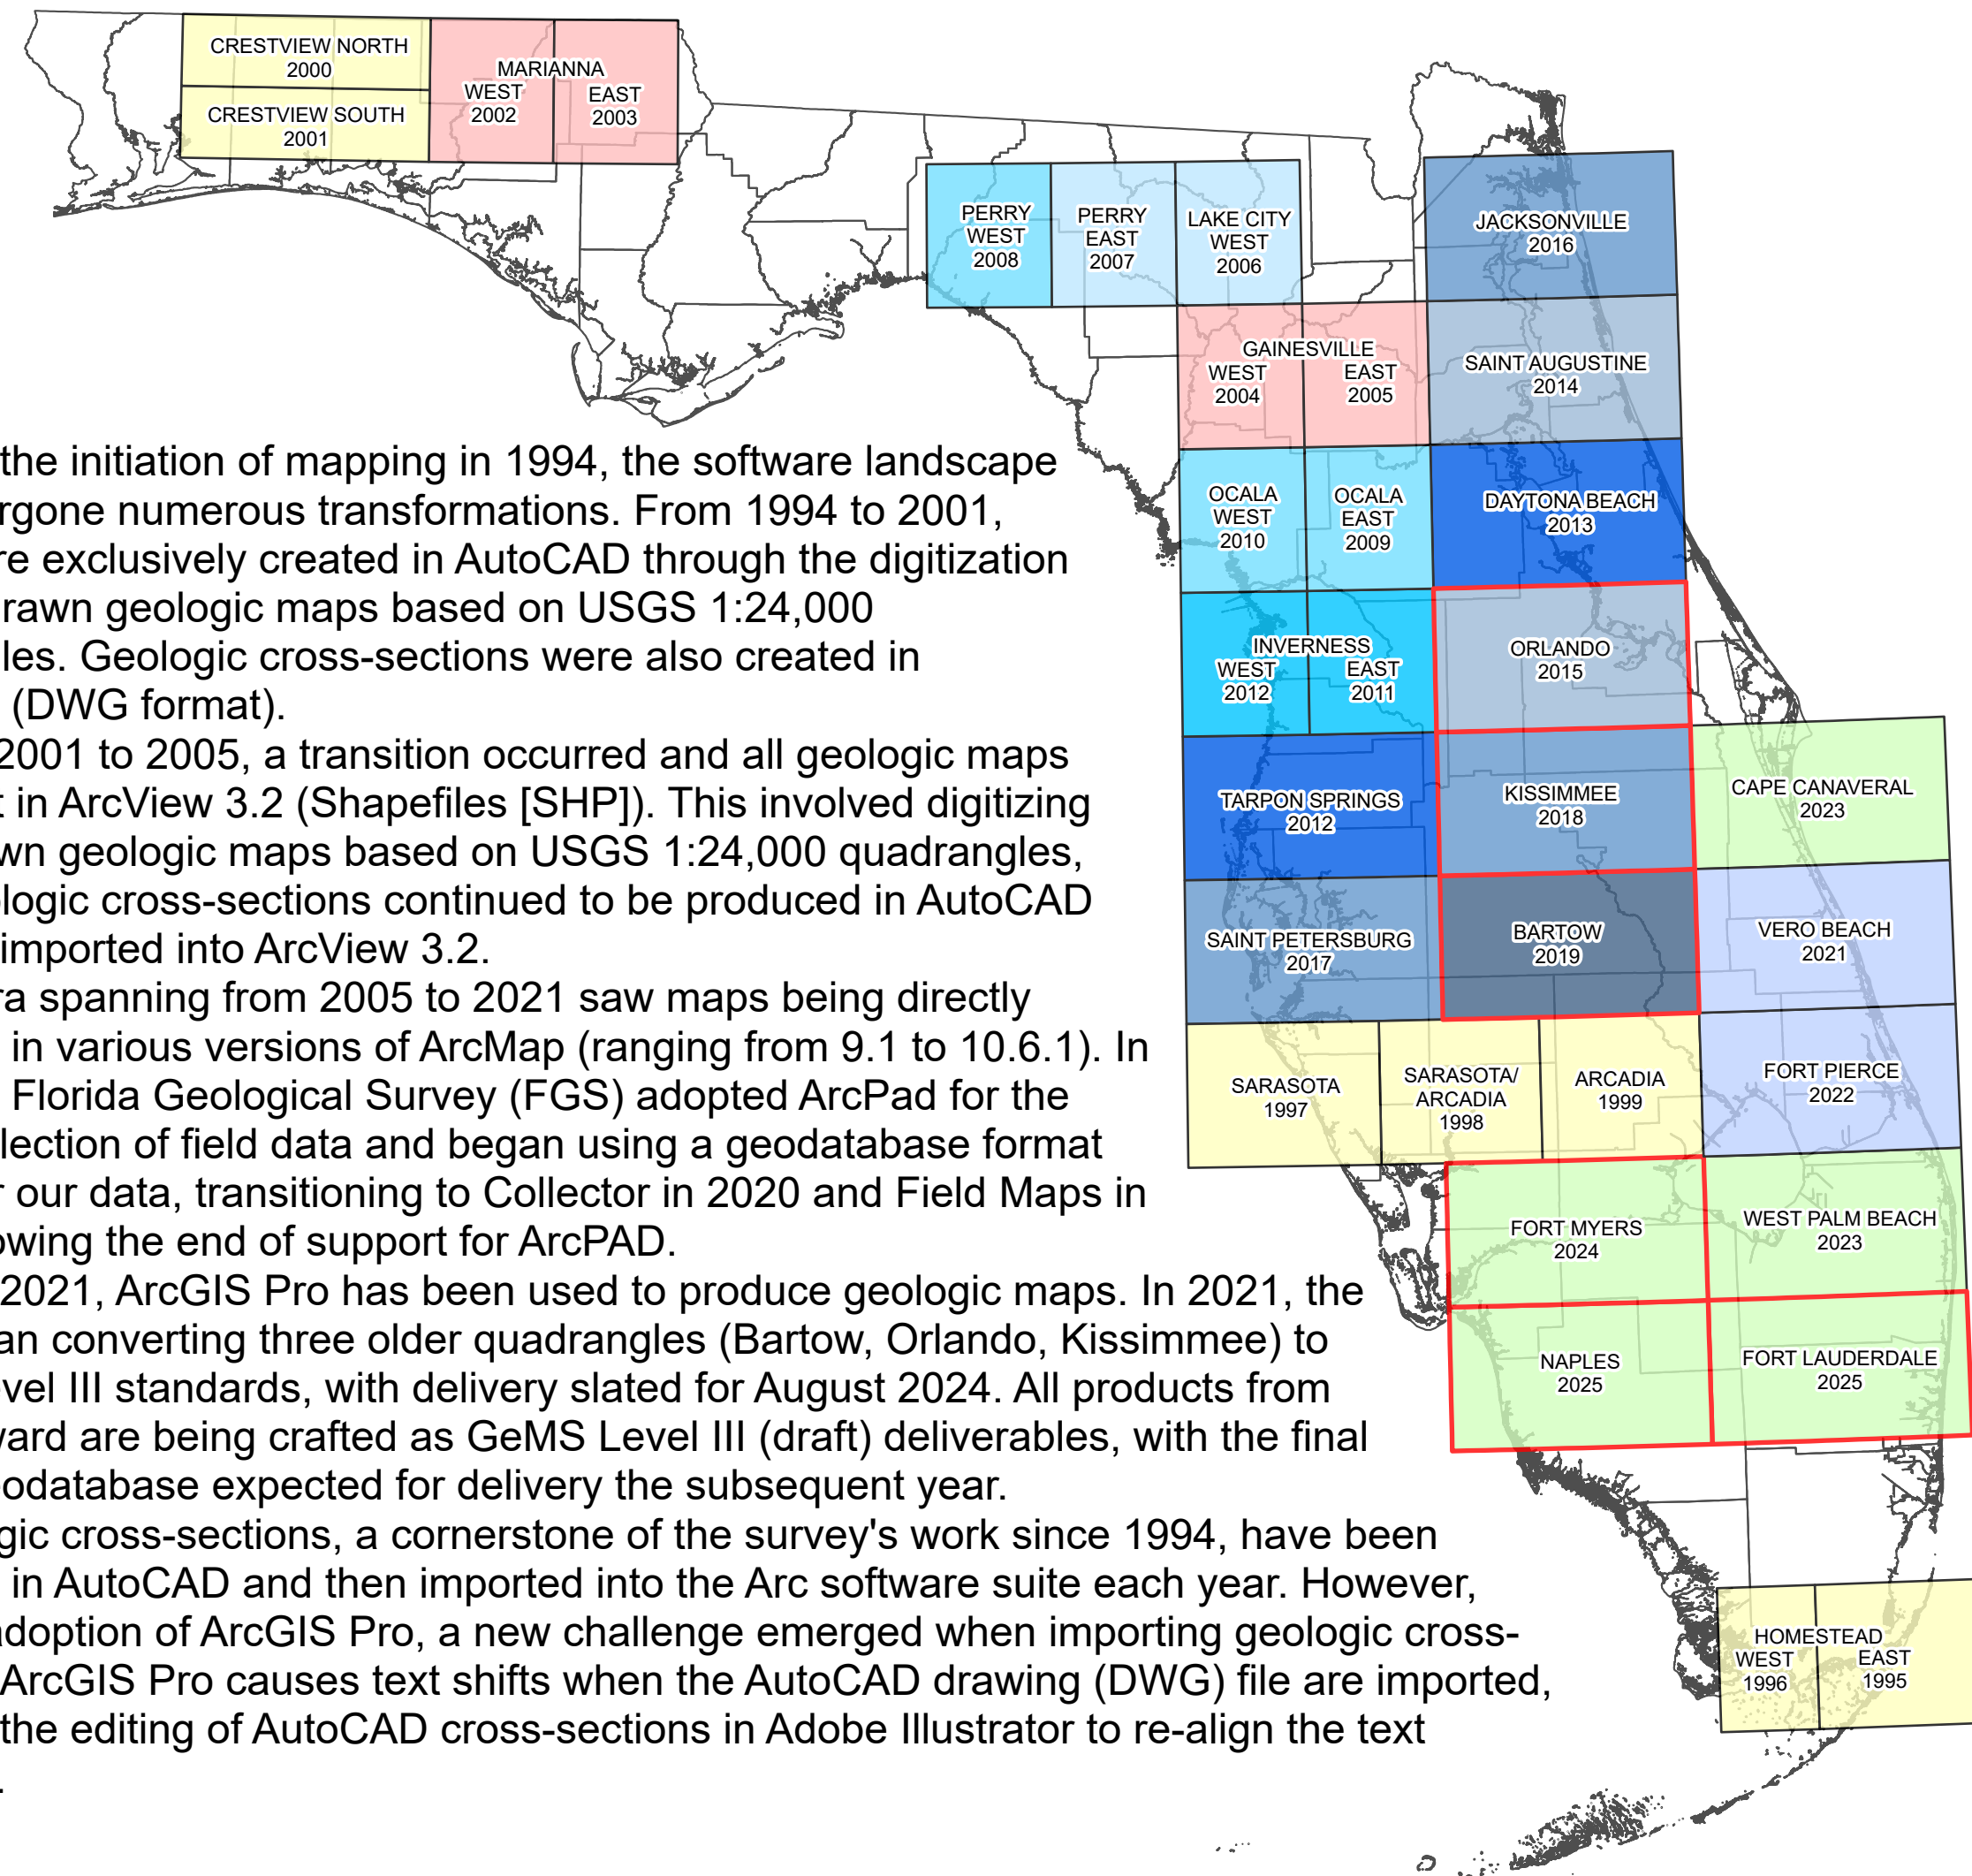 CRESTVIEW NORTH
2000
CRESTVIEW SOUTH
2001
MARIANNA
WEST
2002
EAST
2003
PERRY
WEST
2008
PERRY
EAST
2007
LAKE CITY
WEST
2006
JACKSONVILLE
2016
GAINESVILLE
WEST
2004
EAST
2005
SAINT AUGUSTINE
2014
OCALA
WEST
2010
OCALA
EAST
2009
DAYTONA BEACH
2013
INVERNESS
WEST
2012
EAST
2011
ORLANDO
2015
TARPON SPRINGS
2012
KISSIMMEE
2018
CAPE CANAVERAL
2023
SAINT PETERSBURG
2017
BARTOW
2019
VERO BEACH
2021
SARASOTA
1997
SARASOTA/
ARCADIA
1998
ARCADIA
1999
FORT PIERCE
2022
FORT MYERS
2024
WEST PALM BEACH
2023
NAPLES
2025
FORT LAUDERDALE
2025
HOMESTEAD
WEST
1996
EAST
1995
the initiation of mapping in 1994, the software landscape
rgone numerous transformations. From 1994 to 2001,
re exclusively created in AutoCAD through the digitization
rawn geologic maps based on USGS 1:24,000
les. Geologic cross-sections were also created in
(DWG format).
2001 to 2005, a transition occurred and all geologic maps
t in ArcView 3.2 (Shapefiles [SHP]). This involved digitizing
wn geologic maps based on USGS 1:24,000 quadrangles,
logic cross-sections continued to be produced in AutoCAD
imported into ArcView 3.2.
ra spanning from 2005 to 2021 saw maps being directly
in various versions of ArcMap (ranging from 9.1 to 10.6.1). In
Florida Geological Survey (FGS) adopted ArcPad for the
lection of field data and began using a geodatabase format
r our data, transitioning to Collector in 2020 and Field Maps in
owing the end of support for ArcPAD.
2021, ArcGIS Pro has been used to produce geologic maps. In 2021, the
an converting three older quadrangles (Bartow, Orlando, Kissimmee) to
vel III standards, with delivery slated for August 2024. All products from
ward are being crafted as GeMS Level III (draft) deliverables, with the final
odatabase expected for delivery the subsequent year.
gic cross-sections, a cornerstone of the survey's work since 1994, have been
in AutoCAD and then imported into the Arc software suite each year. However,
adoption of ArcGIS Pro, a new challenge emerged when importing geologic cross-
ArcGIS Pro causes text shifts when the AutoCAD drawing (DWG) file are imported,
the editing of AutoCAD cross-sections in Adobe Illustrator to re-align the text
.